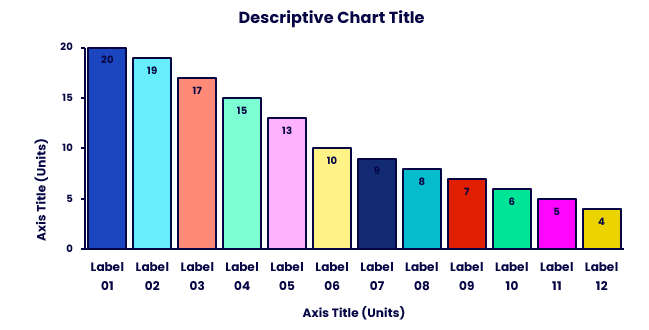 Descriptive Chart Title
Axis Title (Units)
20
15
10
5
0
20
19
17
15
13
10
9
8
7
6
5
4
Label 01
Label 02
Label 03
Label 04
Label 05
Label 06
Label 07
Label 08
Label 09
Label 10
Label 11
Label 12
Axis Title (Units)